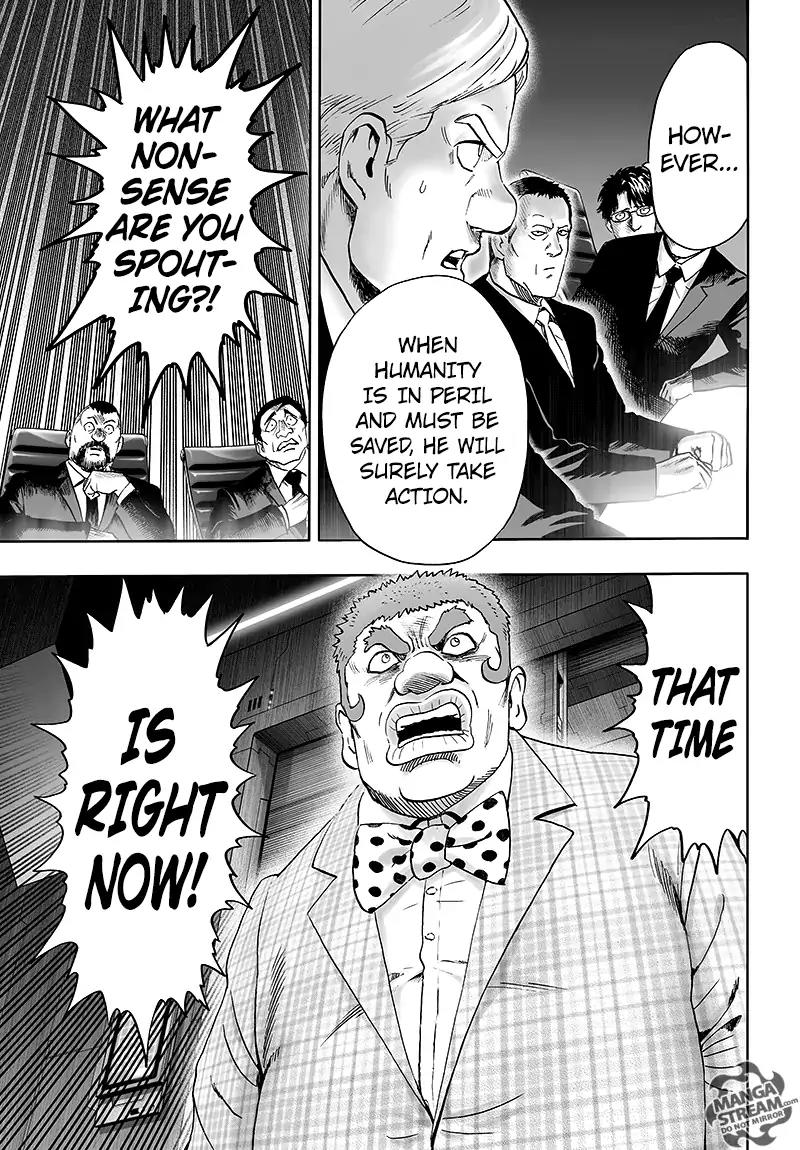 HOW-
EVER...
WHEN
HUMANITY
IS IN PERIL
AND MUST BE
SAVED, HE WILL
SURELY TAKE
ACTION.
WHAT
NON-
SENSE
ARE YOU
SPOUT-
ING?!
THAT
TIME
IS
RIGHT
NOW!
MANGA
STREAM.com
DO NOT MIRROR